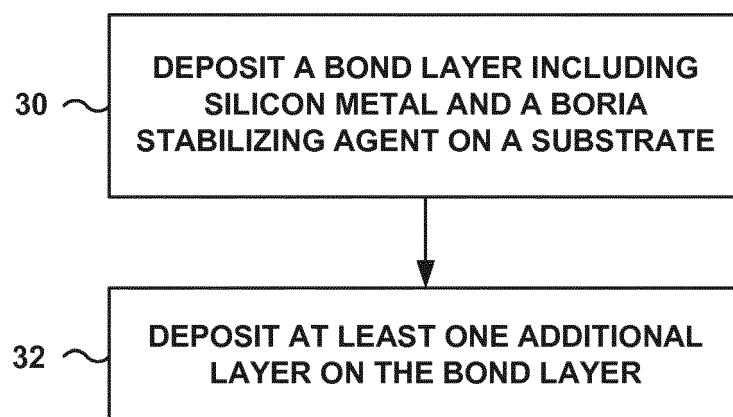 30
DEPOSIT A BOND LAYER INCLUDING
SILICON METAL AND A BORIA
STABILIZING AGENT ON A SUBSTRATE
32
DEPOSIT AT LEAST ONE ADDITIONAL
LAYER ON THE BOND LAYER